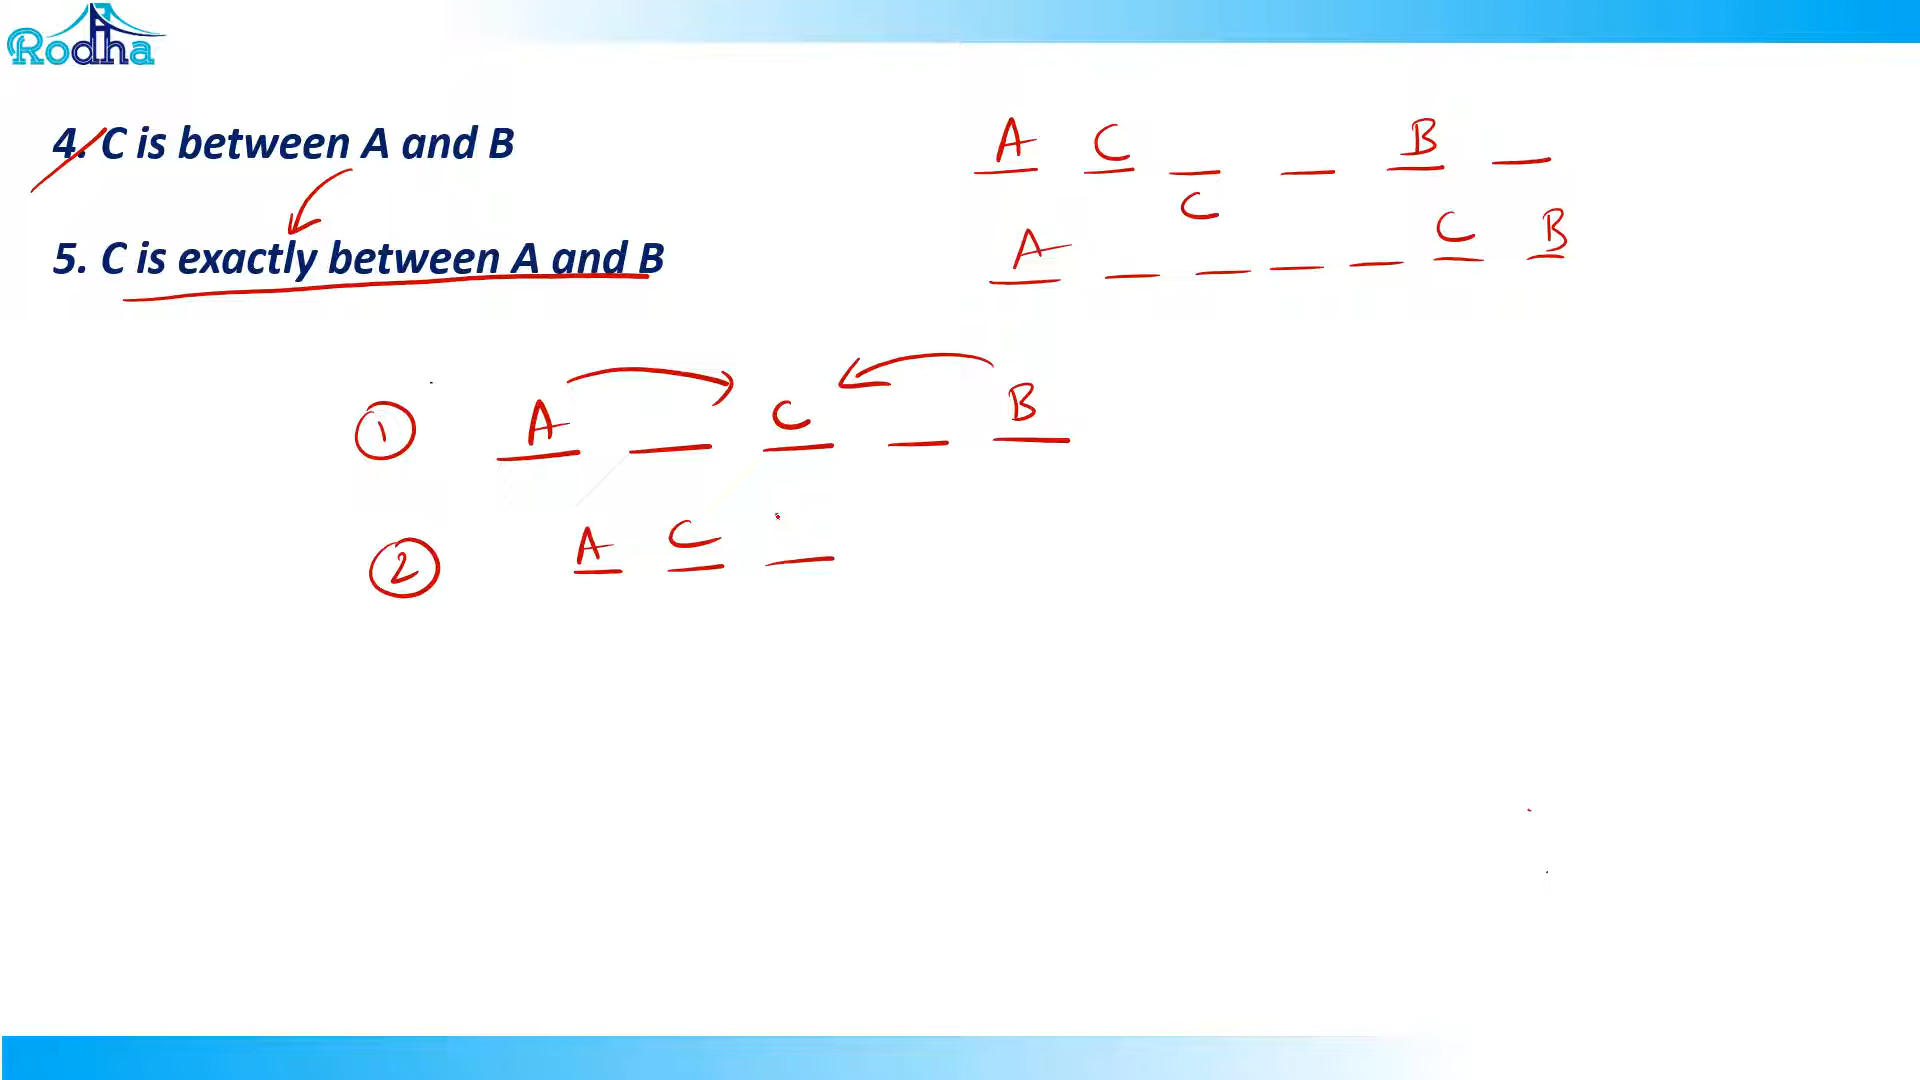 Rodha
4. C is between A and B
A C _ _ B _
C
5. C is exactly between A and B
A _ _ _ _ C B
1 A _ C _ B
2 A C _